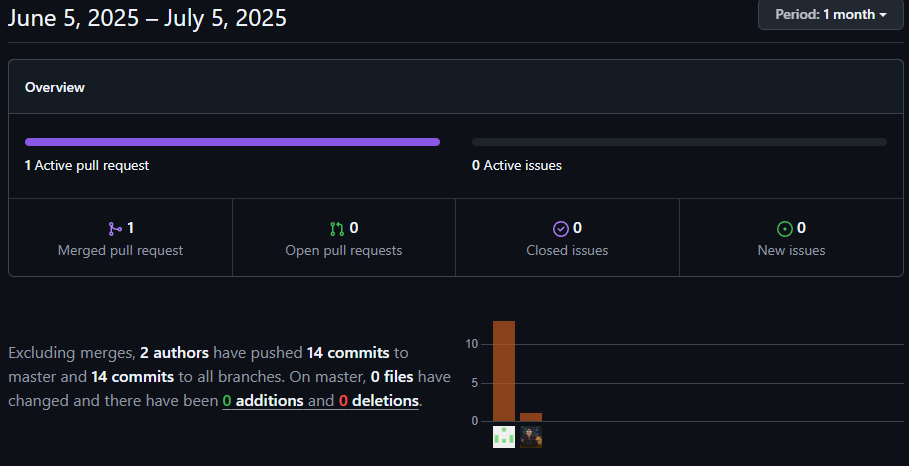 June 5, 2025 – July 5, 2025
Period: 1 month
Overview
1 Active pull request
0 Active issues
1
Merged pull request
0
Open pull requests
0
Closed issues
0
New issues
Excluding merges, 2 authors have pushed 14 commits to
master and 14 commits to all branches. On master, 0 files have
changed and there have been 0 additions and 0 deletions.
10
5
0